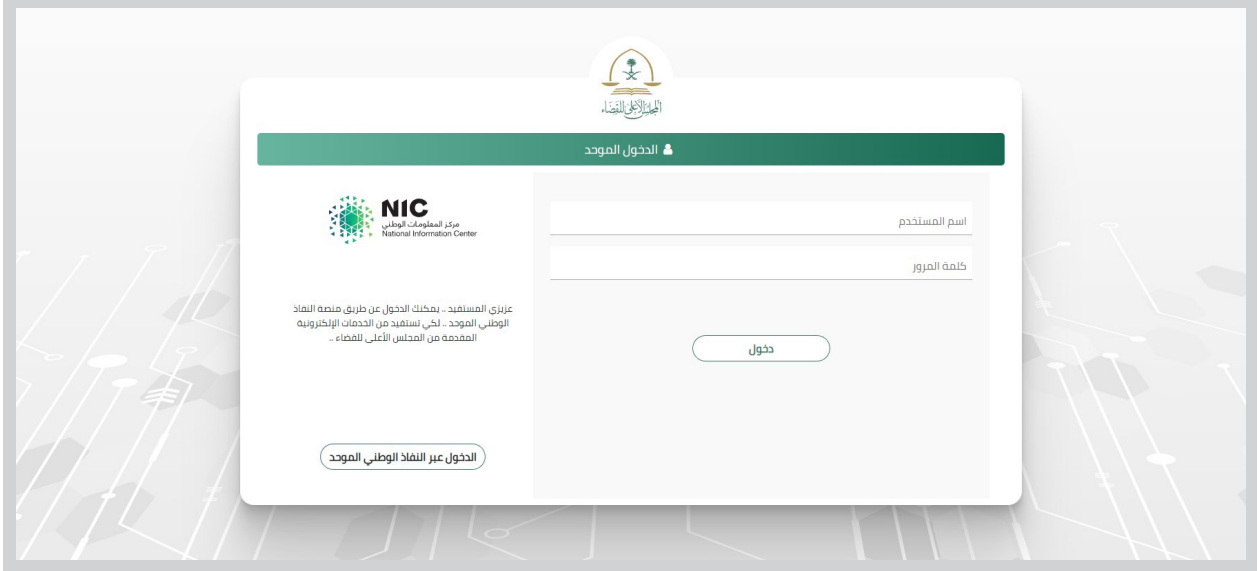 المجلس الأعلى للقضاء
الدخول الموحد
اسم المستخدم
كلمة المرور
دخول
NIC
مركز المعلومات الوطني
National Information Center
عزيزي المستفيد .. يمكنك الدخول عن طريق منصة النفاذ
الوطني الموحد .. لكي تستفيد من الخدمات الإلكترونية
المقدمة من المجلس الأعلى للقضاء ..
الدخول عبر النفاذ الوطني الموحد